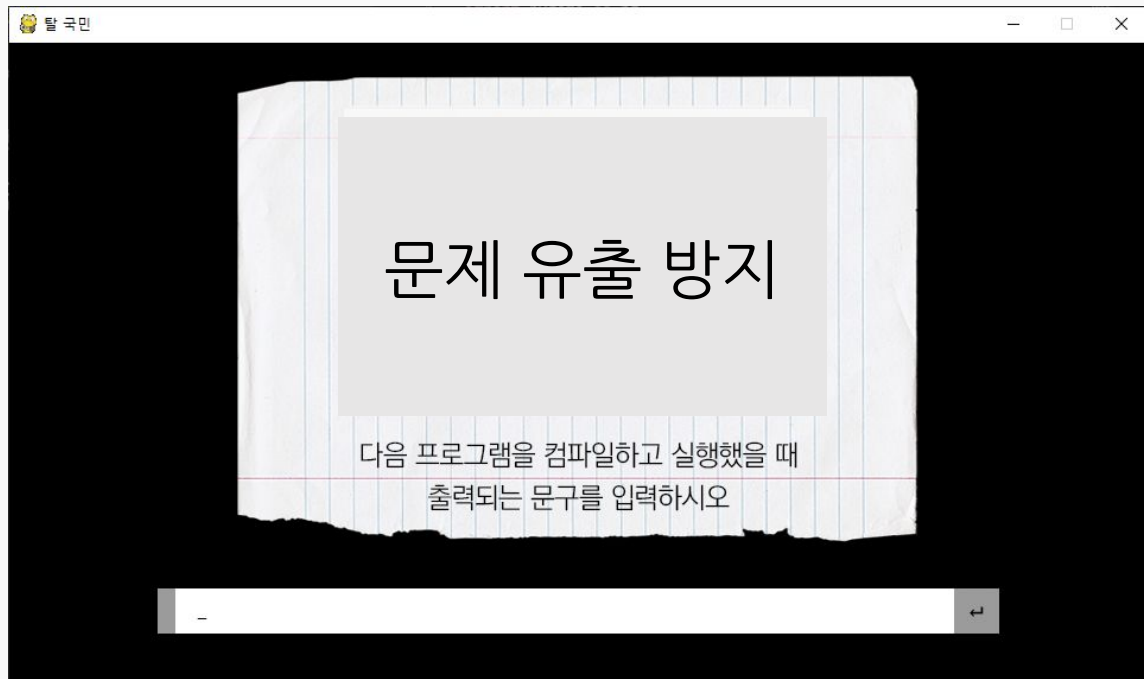 탈 국민
문제 유출 방지
다음 프로그램을 컴파일하고 실행했을 때
출력되는 문구를 입력하시오
_